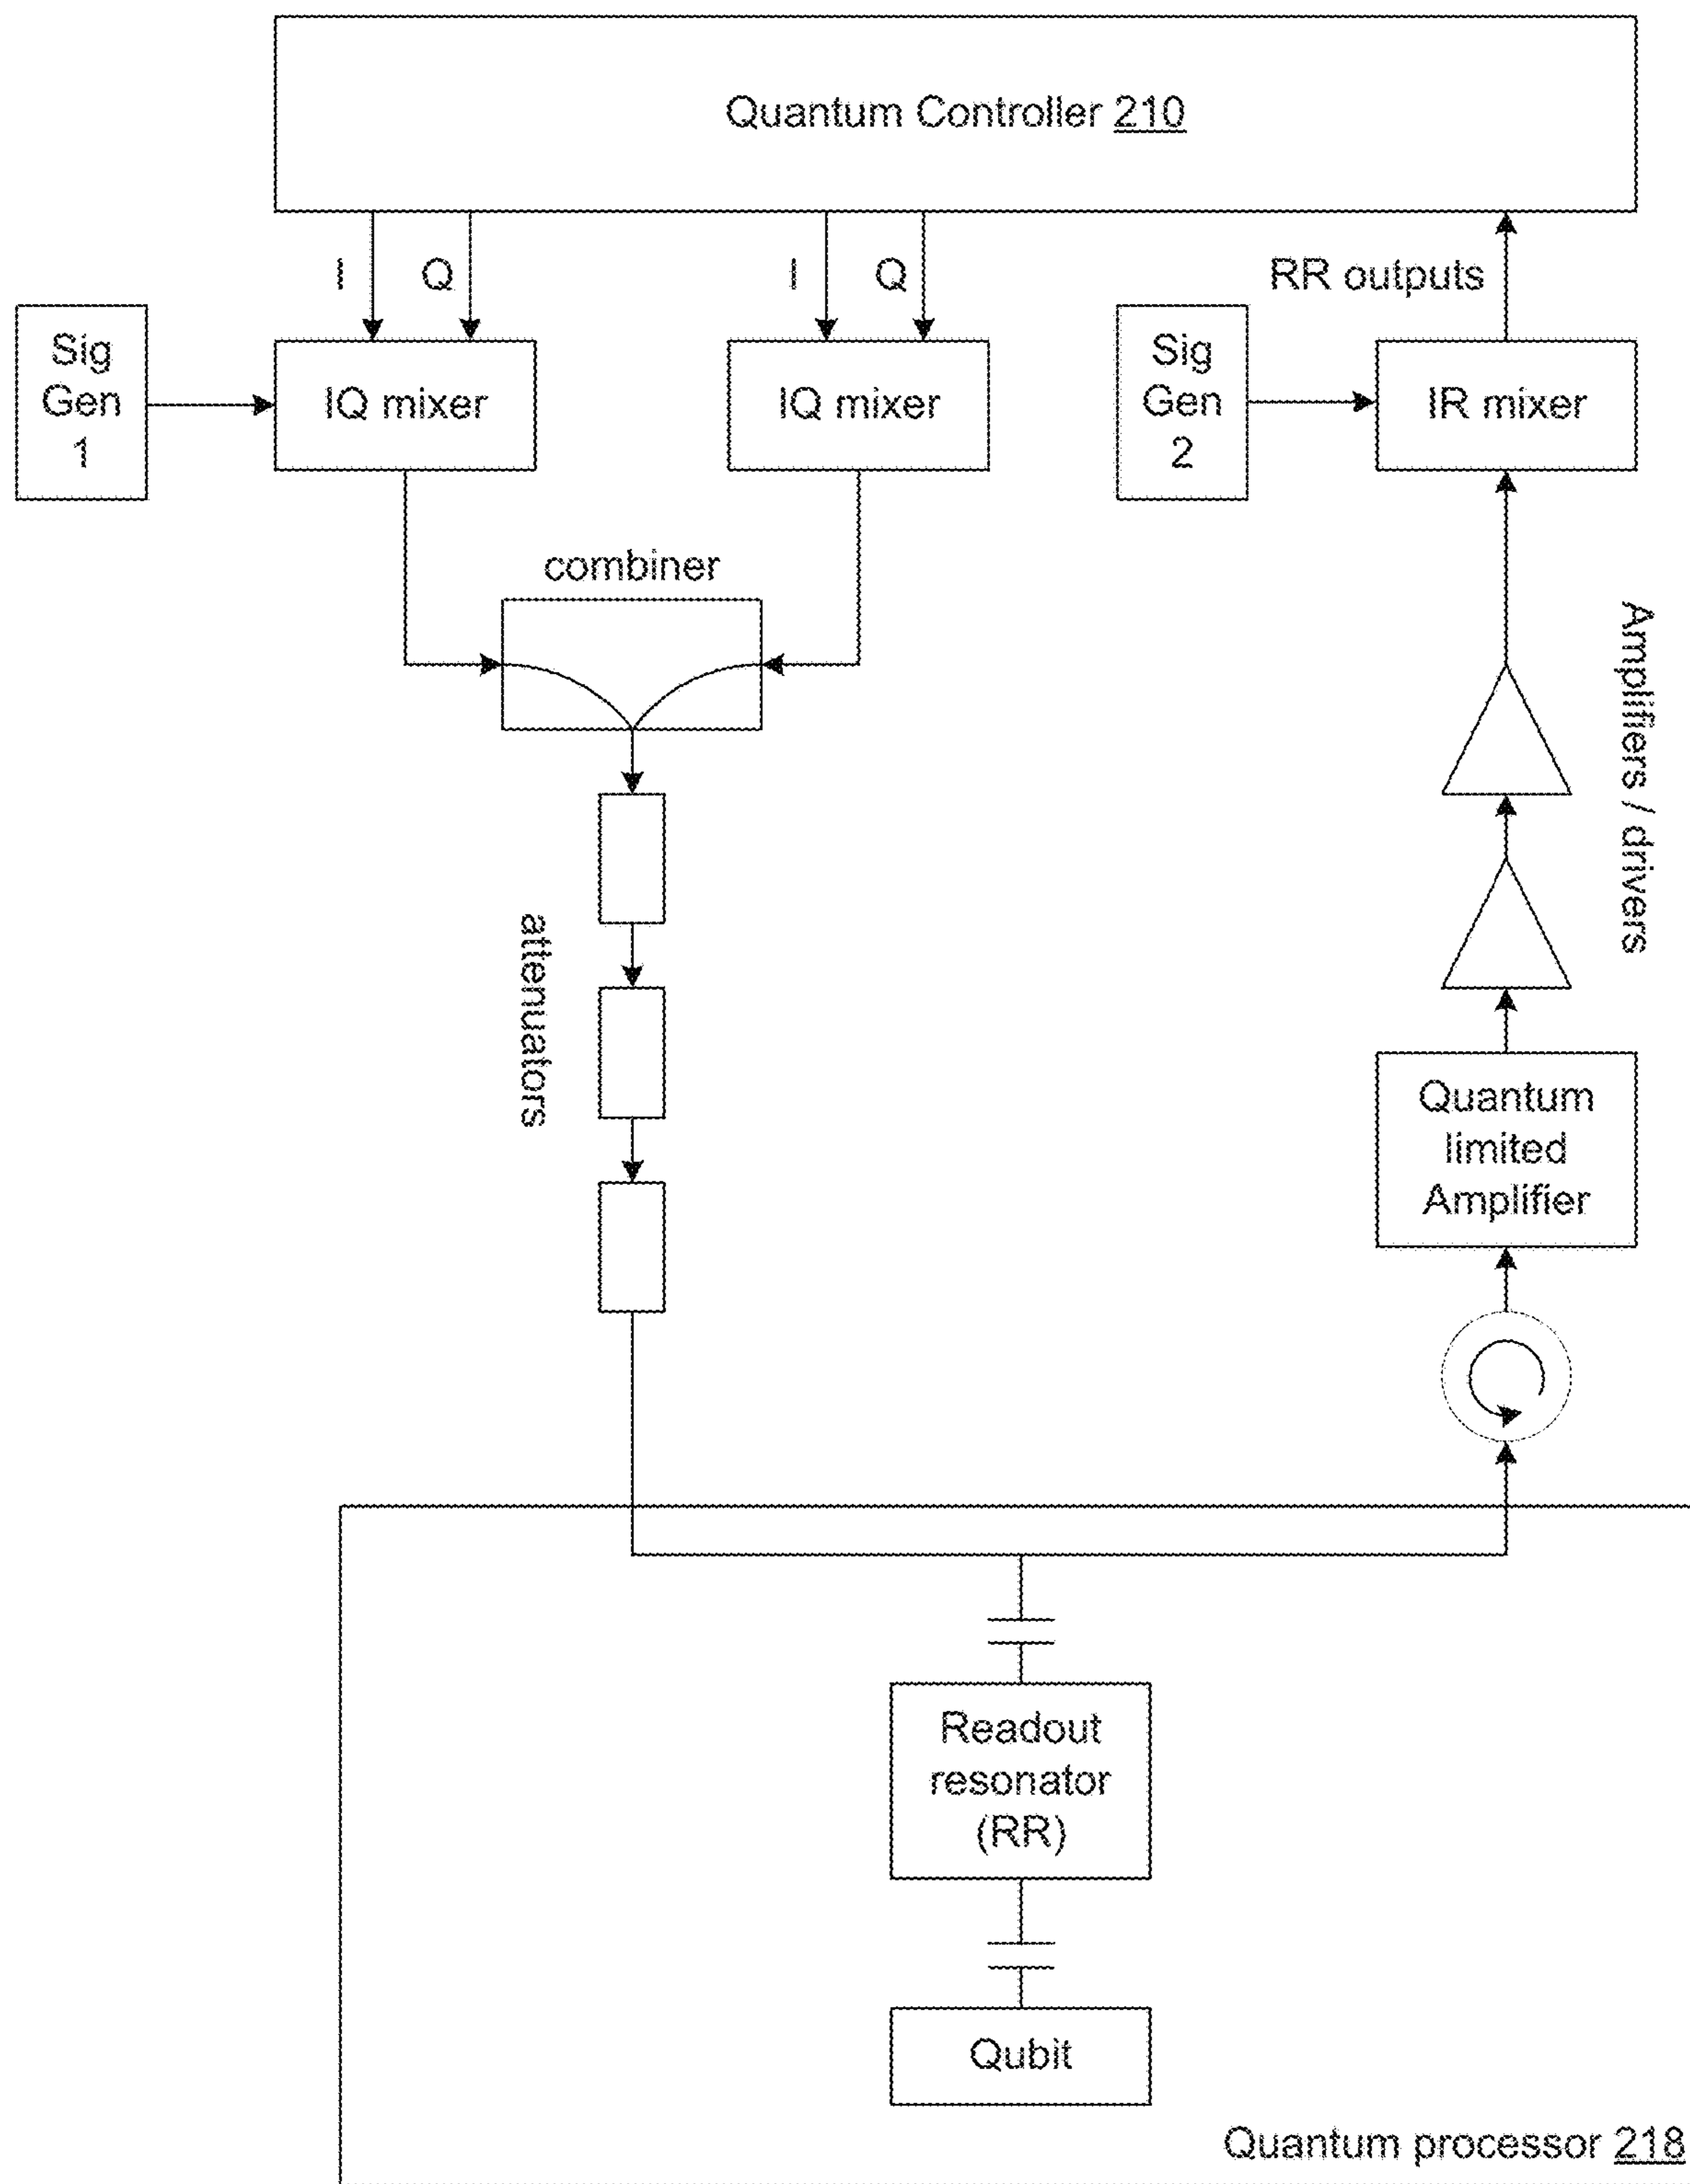 Quantum Controller 210
I
Q
I
Q
RR outputs
Sig
Gen
1
IQ mixer
IQ mixer
Sig
Gen
2
IR mixer
combiner
Amplifiers / drivers
attenuators
Quantum
limited
Amplifier
Readout
resonator
(RR)
Qubit
Quantum processor 218